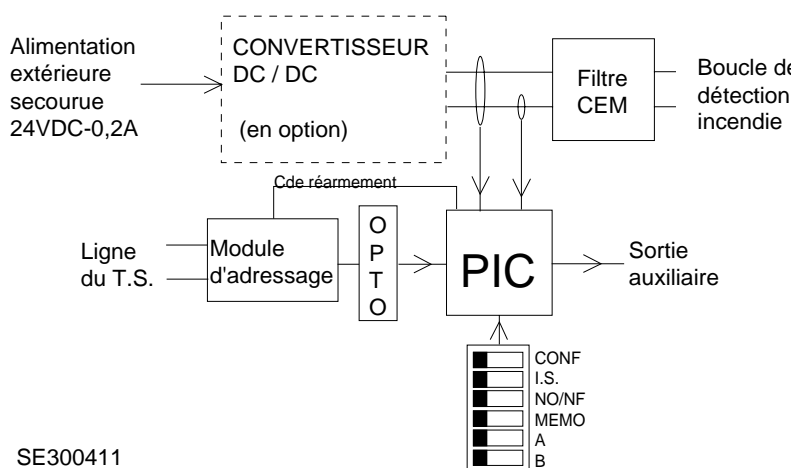 Alimentation
extérieure
secourue
24VDC-0,2A
CONVERTISSEUR
DC / DC
(en option)
Filtre
CEM
Boucle de
détection
incendie
Cde réarmement
Ligne
du T.S.
Module
d'adressage
O
P
T
O
PIC
Sortie
auxiliaire
CONF
I.S.
NO/NF
MEMO
A
B
SE300411